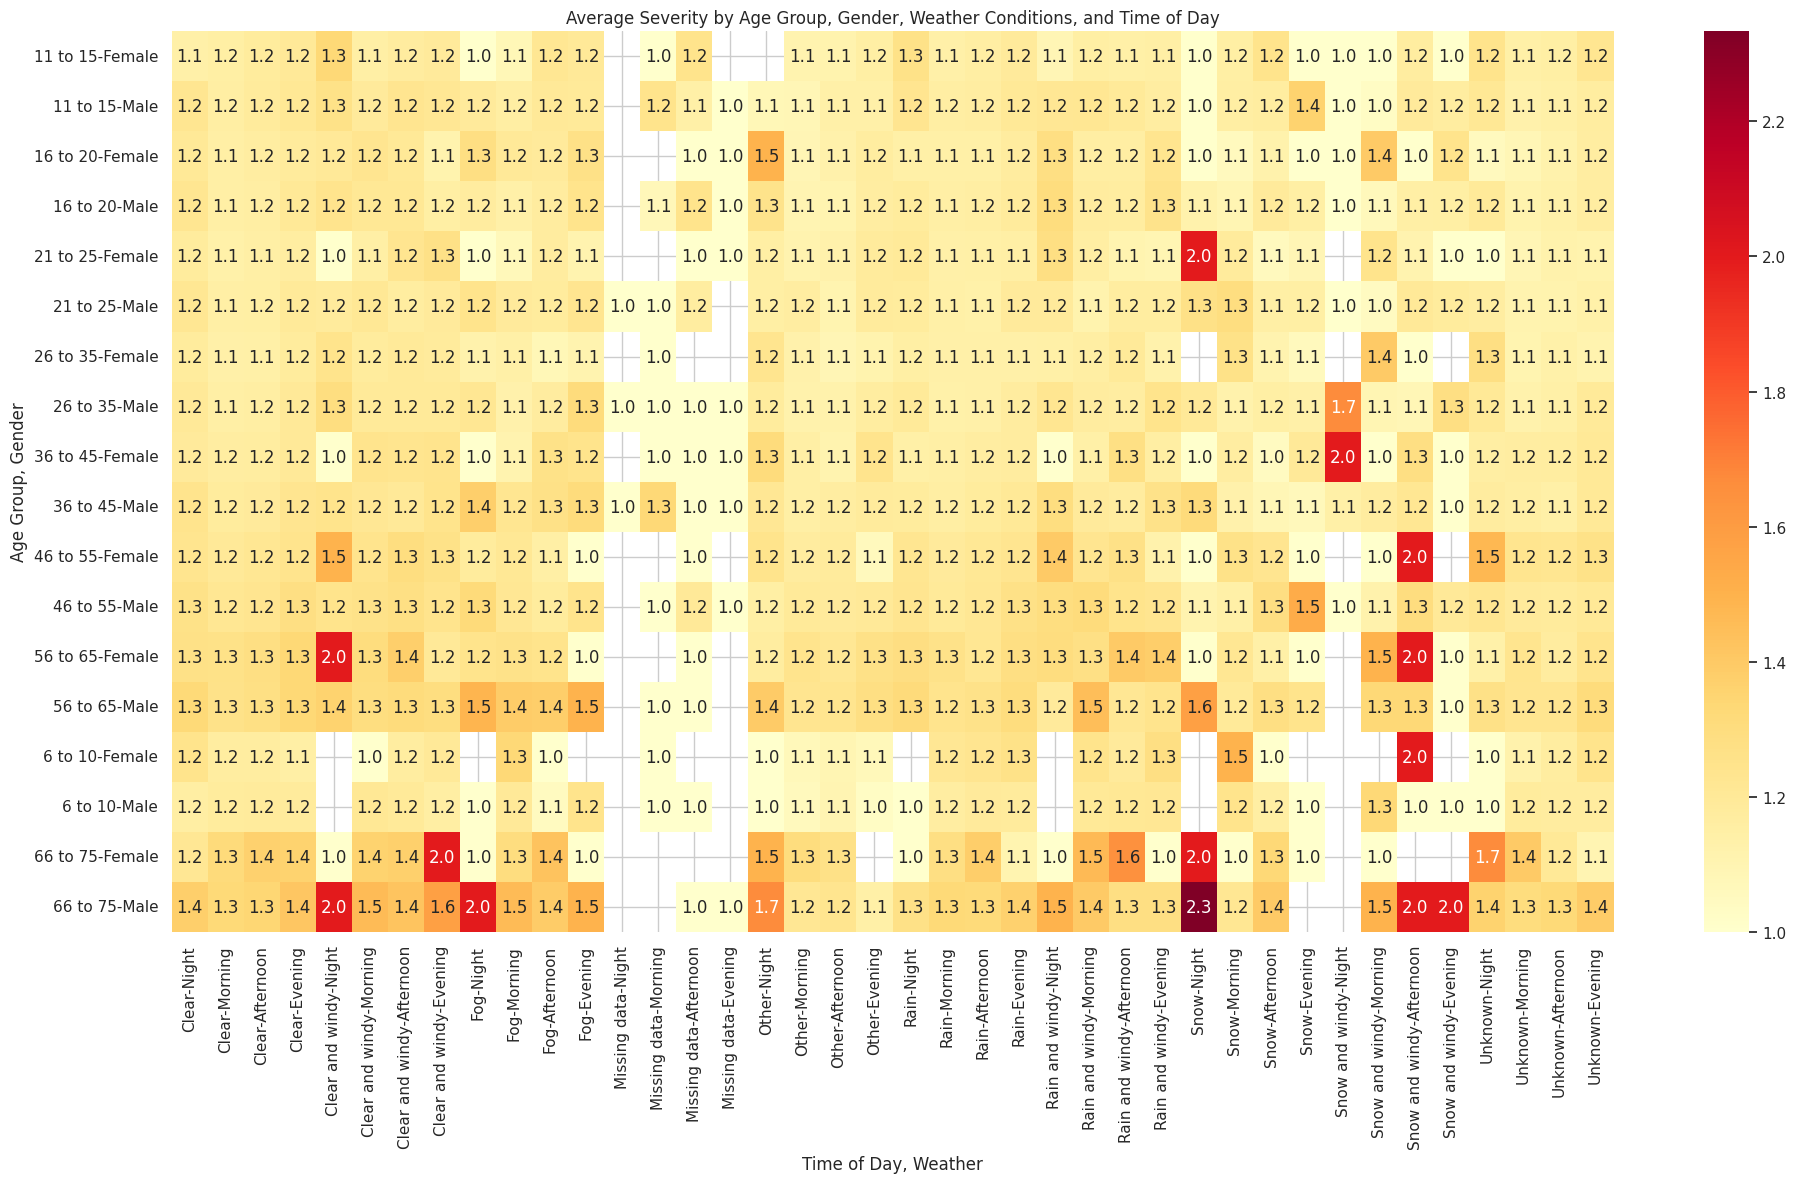 Average Severity by Age Group, Gender, Weather Conditions, and Time of Day
11 to 15-Female 1.1 1.2 1.2 1.2 1.3 1.1 1.2 1.2 1.0 1.1 1.2 1.2 1.0 1.2 1.1 1.1 1.2 1.3 1.1 1.2 1.2 1.1 1.2 1.1 1.1 1.0 1.2 1.2 1.0 1.0 1.0 1.2 1.0 1.2 1.1 1.2 1.2
11 to 15-Male 1.2 1.2 1.2 1.2 1.3 1.2 1.2 1.2 1.2 1.2 1.2 1.2 1.2 1.1 1.0 1.1 1.1 1.1 1.1 1.2 1.2 1.2 1.2 1.2 1.2 1.2 1.2 1.0 1.2 1.2 1.4 1.0 1.0 1.2 1.2 1.2 1.1 1.1 1.2
16 to 20-Female 1.2 1.1 1.2 1.2 1.2 1.2 1.2 1.1 1.3 1.2 1.2 1.3 1.0 1.0 1.5 1.1 1.1 1.2 1.1 1.1 1.1 1.2 1.3 1.2 1.2 1.2 1.0 1.1 1.1 1.0 1.0 1.4 1.0 1.2 1.1 1.1 1.1 1.2
16 to 20-Male 1.2 1.1 1.2 1.2 1.2 1.2 1.2 1.2 1.2 1.1 1.2 1.2 1.1 1.2 1.0 1.3 1.1 1.1 1.2 1.2 1.1 1.2 1.2 1.3 1.2 1.2 1.3 1.1 1.1 1.2 1.2 1.0 1.1 1.1 1.2 1.2 1.1 1.1 1.2
21 to 25-Female 1.2 1.1 1.1 1.2 1.0 1.1 1.2 1.3 1.0 1.1 1.2 1.1 1.0 1.0 1.2 1.1 1.1 1.2 1.2 1.1 1.1 1.1 1.3 1.2 1.1 1.1 2.0 1.2 1.1 1.1 1.2 1.1 1.0 1.0 1.1 1.1 1.1
21 to 25-Male 1.2 1.1 1.2 1.2 1.2 1.2 1.2 1.2 1.2 1.2 1.2 1.2 1.0 1.0 1.2 1.2 1.2 1.1 1.2 1.2 1.1 1.1 1.2 1.2 1.1 1.2 1.2 1.3 1.3 1.1 1.2 1.0 1.0 1.2 1.2 1.2 1.1 1.1 1.1
26 to 35-Female 1.2 1.1 1.1 1.2 1.2 1.2 1.2 1.2 1.1 1.1 1.1 1.1 1.0 1.2 1.1 1.1 1.1 1.2 1.1 1.1 1.1 1.1 1.2 1.2 1.1 1.3 1.1 1.1 1.4 1.0 1.3 1.1 1.1 1.1
26 to 35-Male 1.2 1.1 1.2 1.2 1.3 1.2 1.2 1.2 1.2 1.1 1.2 1.3 1.0 1.0 1.0 1.0 1.2 1.1 1.1 1.2 1.2 1.1 1.1 1.2 1.2 1.2 1.2 1.2 1.2 1.1 1.2 1.1 1.7 1.1 1.1 1.3 1.2 1.1 1.1 1.2
36 to 45-Female 1.2 1.2 1.2 1.2 1.0 1.2 1.2 1.2 1.0 1.1 1.3 1.2 1.0 1.0 1.0 1.3 1.1 1.1 1.2 1.1 1.1 1.2 1.2 1.0 1.1 1.3 1.2 1.0 1.2 1.0 1.2 2.0 1.0 1.3 1.0 1.2 1.2 1.2 1.2
36 to 45-Male 1.2 1.2 1.2 1.2 1.2 1.2 1.2 1.2 1.4 1.2 1.3 1.3 1.0 1.3 1.0 1.0 1.2 1.2 1.2 1.2 1.2 1.2 1.2 1.2 1.3 1.2 1.2 1.3 1.3 1.1 1.1 1.1 1.1 1.2 1.2 1.0 1.2 1.2 1.1 1.2
46 to 55-Female 1.2 1.2 1.2 1.2 1.5 1.2 1.3 1.3 1.2 1.2 1.1 1.0 1.0 1.2 1.2 1.2 1.1 1.2 1.2 1.2 1.2 1.4 1.2 1.3 1.1 1.0 1.3 1.2 1.0 1.0 2.0 1.5 1.2 1.2 1.3
46 to 55-Male 1.3 1.2 1.2 1.3 1.2 1.3 1.3 1.2 1.3 1.2 1.2 1.2 1.0 1.2 1.0 1.2 1.2 1.2 1.2 1.2 1.2 1.2 1.3 1.3 1.3 1.2 1.2 1.1 1.1 1.3 1.5 1.0 1.1 1.3 1.2 1.2 1.2 1.2 1.2
56 to 65-Female 1.3 1.3 1.3 1.3 2.0 1.3 1.4 1.2 1.2 1.3 1.2 1.0 1.0 1.2 1.2 1.2 1.3 1.3 1.3 1.2 1.3 1.3 1.3 1.4 1.4 1.0 1.2 1.1 1.0 1.5 2.0 1.0 1.1 1.2 1.2 1.2
56 to 65-Male 1.3 1.3 1.3 1.3 1.4 1.3 1.3 1.3 1.5 1.4 1.4 1.5 1.0 1.0 1.4 1.2 1.2 1.3 1.3 1.2 1.3 1.3 1.2 1.5 1.2 1.2 1.6 1.2 1.3 1.2 1.3 1.3 1.0 1.3 1.2 1.2 1.3
6 to 10-Female 1.2 1.2 1.2 1.1 1.0 1.2 1.2 1.3 1.0 1.0 1.0 1.1 1.1 1.1 1.2 1.2 1.3 1.2 1.2 1.3 1.5 1.0 2.0 1.0 1.1 1.2 1.2
6 to 10-Male 1.2 1.2 1.2 1.2 1.2 1.2 1.2 1.0 1.2 1.1 1.2 1.0 1.0 1.0 1.1 1.1 1.0 1.0 1.2 1.2 1.2 1.2 1.2 1.2 1.2 1.2 1.0 1.3 1.0 1.0 1.0 1.2 1.2 1.2
66 to 75-Female 1.2 1.3 1.4 1.4 1.0 1.4 1.4 2.0 1.0 1.3 1.4 1.0 1.5 1.3 1.3 1.0 1.3 1.4 1.1 1.0 1.5 1.6 1.0 2.0 1.0 1.3 1.0 1.0 1.7 1.4 1.2 1.1
66 to 75-Male 1.4 1.3 1.3 1.4 2.0 1.5 1.4 1.6 2.0 1.5 1.4 1.5 1.0 1.0 1.7 1.2 1.2 1.1 1.3 1.3 1.3 1.4 1.5 1.4 1.3 1.3 2.3 1.2 1.4 1.5 2.0 2.0 1.4 1.3 1.3 1.4
Age Group, Gender
Clear-Night
Clear-Morning
Clear-Afternoon
Clear-Evening
Clear and windy-Night
Clear and windy-Morning
Clear and windy-Afternoon
Clear and windy-Evening
Fog-Night
Fog-Morning
Fog-Afternoon
Fog-Evening
Missing data-Night
Missing data-Morning
Missing data-Afternoon
Missing data-Evening
Other-Night
Other-Morning
Other-Afternoon
Other-Evening
Rain-Night
Rain-Morning
Rain-Afternoon
Rain-Evening
Rain and windy-Night
Rain and windy-Morning
Rain and windy-Afternoon
Rain and windy-Evening
Snow-Night
Snow-Morning
Snow-Afternoon
Snow-Evening
Snow and windy-Night
Snow and windy-Morning
Snow and windy-Afternoon
Snow and windy-Evening
Unknown-Night
Unknown-Morning
Unknown-Afternoon
Unknown-Evening
Time of Day, Weather
2.2
2.0
1.8
1.6
1.4
1.2
1.0